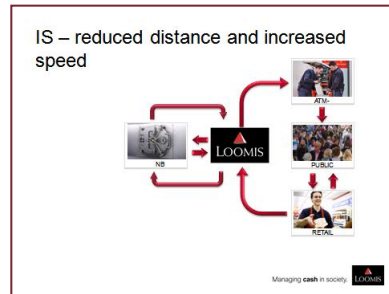 IS – reduced distance and increased
speed
ATM-
NB
LOOMIS
PUBLIC
RETAIL
Managing cash in society.
LOOMIS